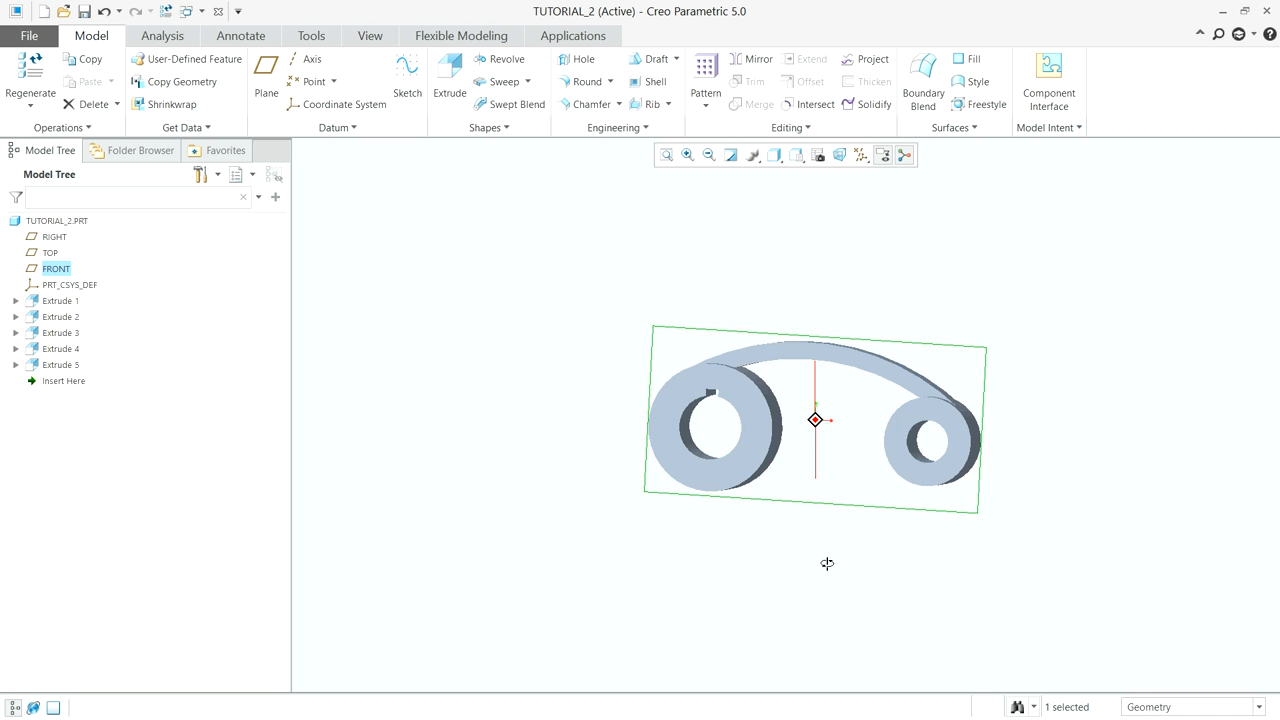 TUTORIAL_2 (Active) - Creo Parametric 5.0
File Model Analysis Annotate Tools View Flexible Modeling Applications
Regenerate
Copy
Paste
Delete
Operations
User-Defined Feature
Copy Geometry
Shrinkwrap
Get Data
Plane
Axis
Point
Coordinate System
Sketch
Datum
Extrude
Revolve
Sweep
Swept Blend
Shapes
Hole
Round
Chamfer
Draft
Shell
Rib
Engineering
Pattern
Mirror
Trim
Merge
Extend
Offset
Intersect
Project
Thicken
Solidify
Editing
Boundary
Blend
Fill
Style
Freestyle
Surfaces
Component
Interface
Model Intent
Model Tree Folder Browser Favorites
Model Tree
TUTORIAL_2.PRT
RIGHT
TOP
FRONT
PRT_CSYS_DEF
Extrude 1
Extrude 2
Extrude 3
Extrude 4
Extrude 5
Insert Here
1 selected
Geometry